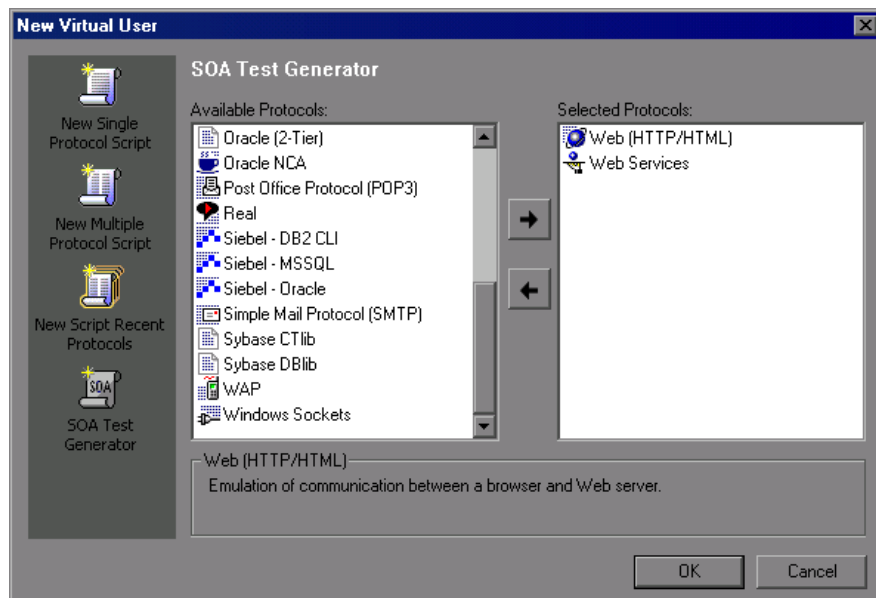 New Virtual User
SOA Test Generator
New Single
Protocol Script
New Multiple
Protocol Script
New Script Recent
Protocols
SOA
SOA Test
Generator
Available Protocols:
Oracle (2-Tier)
Oracle NCA
Post Office Protocol (POP3)
Real
Siebel - DB2 CLI
Siebel - MSSQL
Siebel - Oracle
Simple Mail Protocol (SMTP)
Sybase CTlib
Sybase DBlib
WAP
Windows Sockets
Selected Protocols:
Web (HTTP/HTML)
Web Services
Web (HTTP/HTML)
Emulation of communication between a browser and Web server.
OK
Cancel